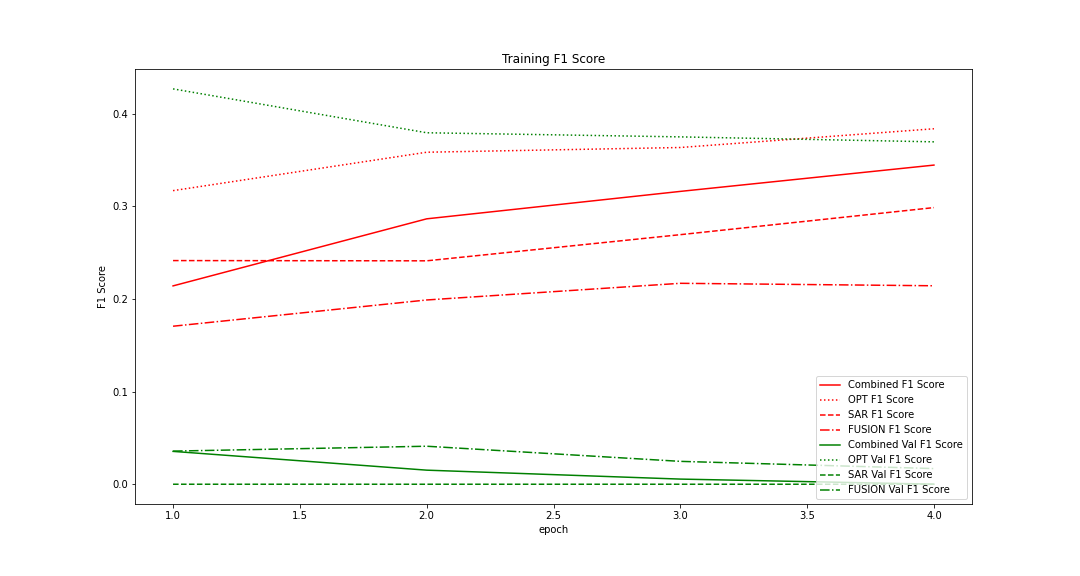 Training F1 Score
F1 Score
0.4
0.3
0.2
0.1
0.0
1.0
1.5
2.0
2.5
3.0
3.5
4.0
epoch
Combined F1 Score
OPT F1 Score
SAR F1 Score
FUSION F1 Score
Combined Val F1 Score
OPT Val F1 Score
SAR Val F1 Score
FUSION Val F1 Score